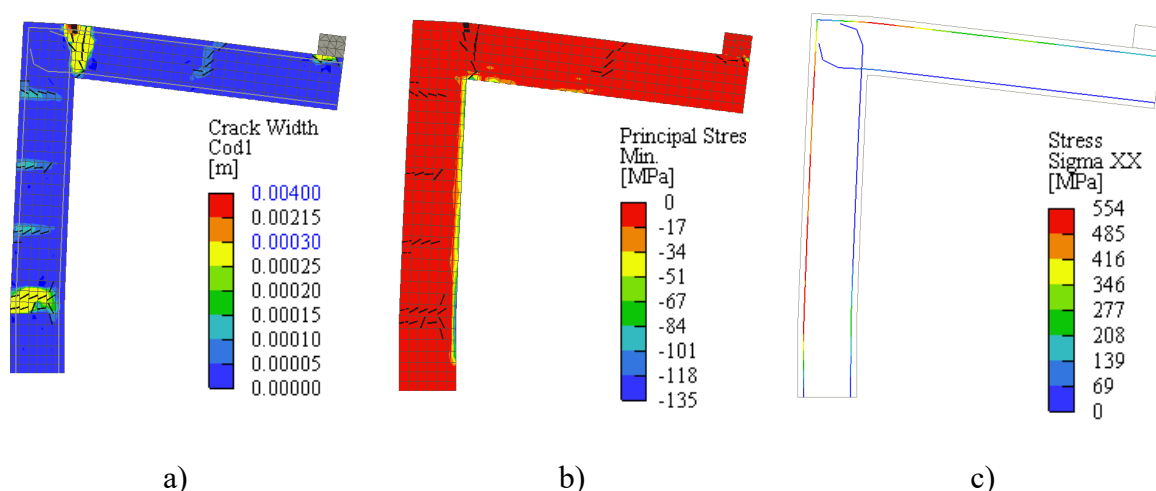 Crack Width
Cod1
[m]
0.00400
0.00215
0.00030
0.00025
0.00020
0.00015
0.00010
0.00005
0.00000
Principal Stres
Min.
[MPa]
0
-17
-34
-51
-67
-84
-101
-118
-135
Stress
Sigma XX
[MPa]
554
485
416
346
277
208
139
69
0
a)
b)
c)